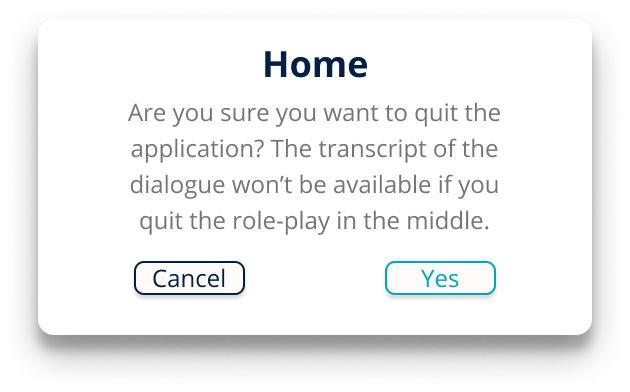 Home
Are you sure you want to quit the
application? The transcript of the
dialogue won’t be available if you
quit the role-play in the middle.
Cancel
Yes